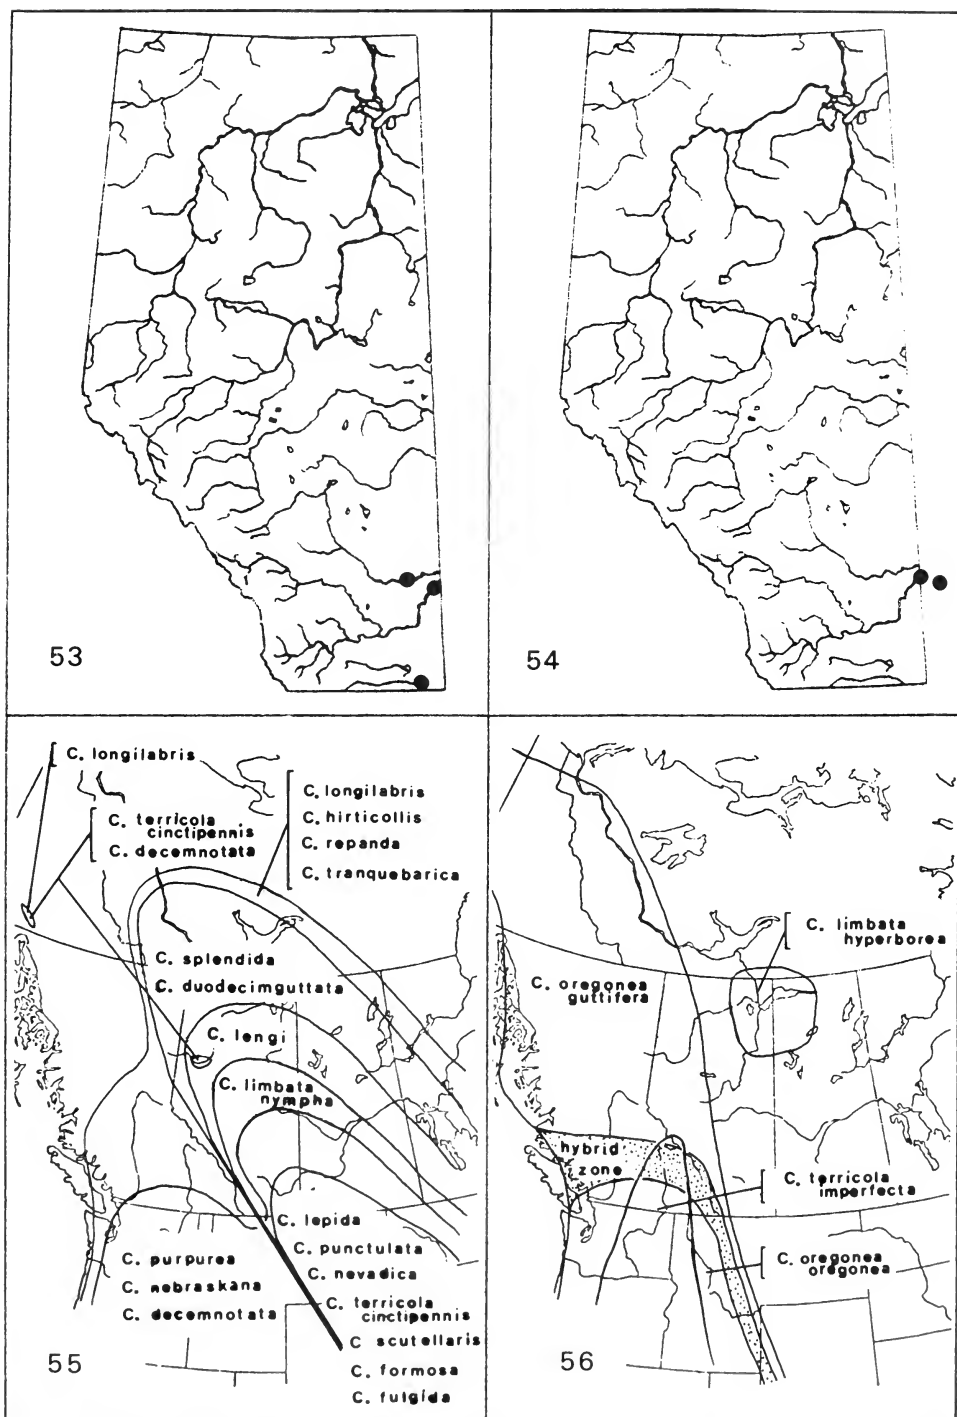 53
54
C. longilabris
C. terricola
cinctipennis
C. decemnotata
C. longilabris
C. hirticollis
C. repanda
C. tranquebarica
C. splendida
C. duodecimguttata
C. lengi
C. limbata
nympha
C. lepida
C. punctulata
C. nevadica
C. terricola
cinctipennis
C scutellaris
C. formosa
C. fulgida
C. purpurea
C. nebraskana
C. decemnotata
55
C. limbata
hyperborea
C. oregonea
guttifera
hybrid
zone
C. terricola
imperfecta
C. oregonea
oregonea
56